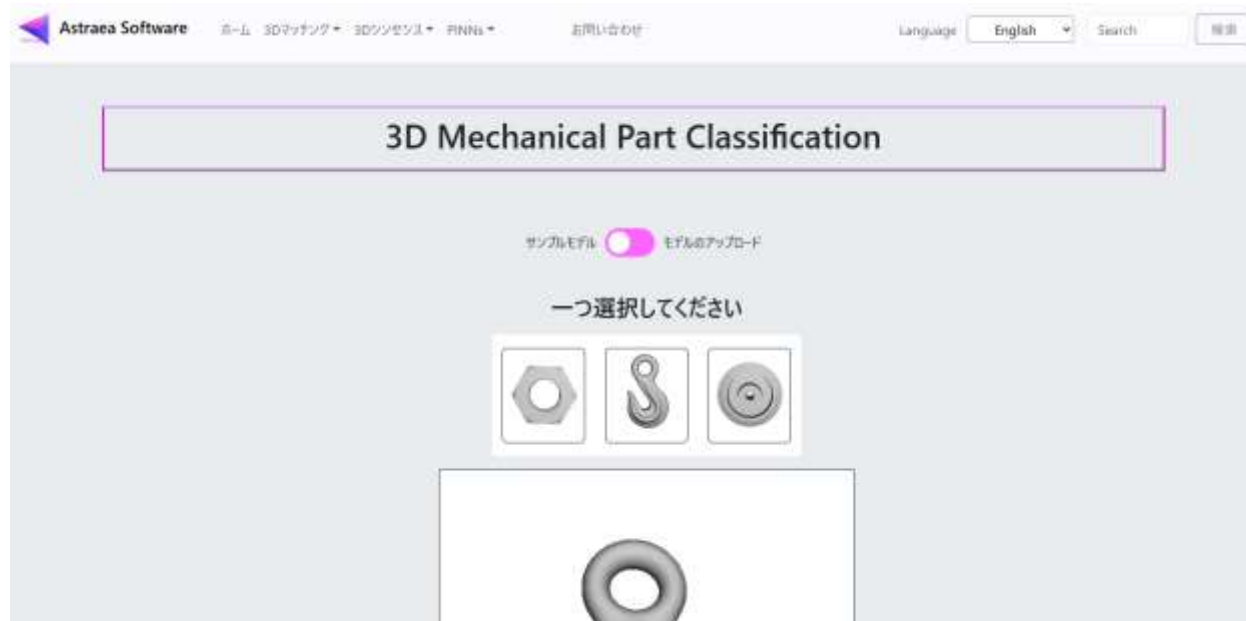 Astraea Software ホーム 3Dマッチング 3Dシンセンス PINNs お問い合わせ Language English Search 検索
3D Mechanical Part Classification
サンプルモデル モデルのアップロード
一つ選択してください